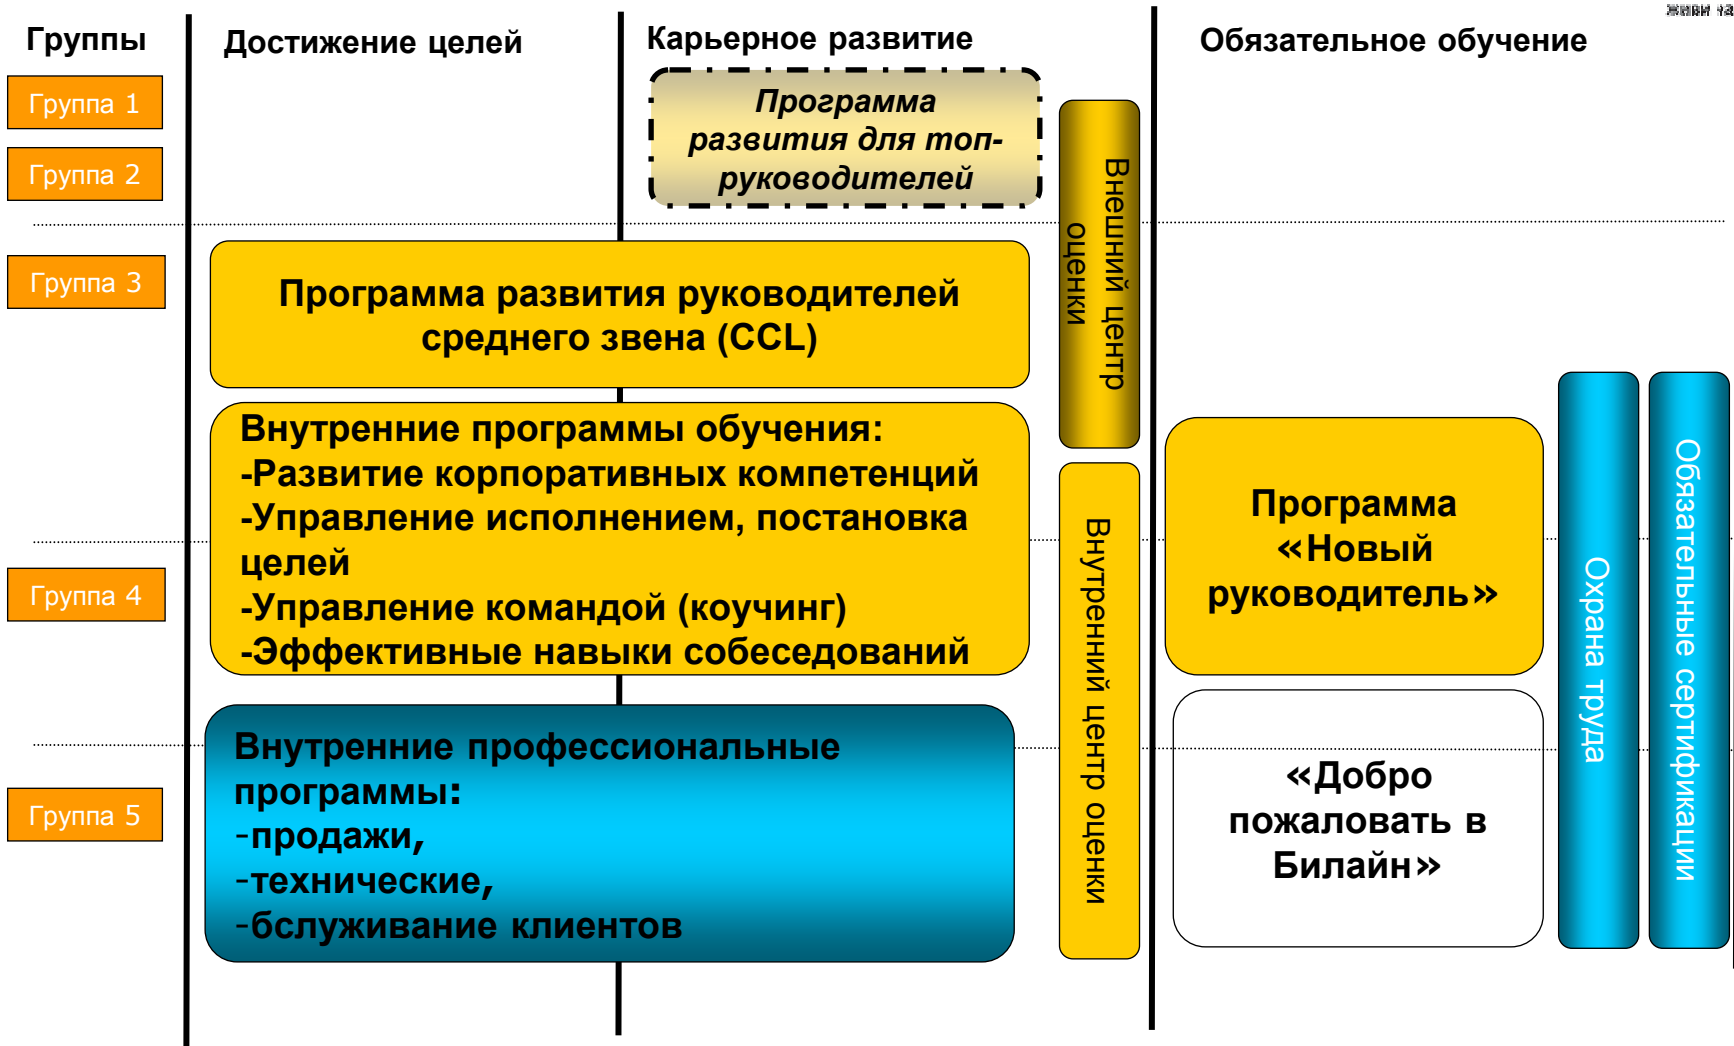 Группы
Достижение целей
Карьерное развитие
Обязательное обучение
Группа 1
Группа 2
Группа 3
Группа 4
Группа 5
Программа
развития для топ-
руководителей
Внешний центр
оценки
Программа развития руководителей
среднего звена (CCL)
Внутренние программы обучения:
-Развитие корпоративных компетенций
-Управление исполнением, постановка
целей
-Управление командой (коучинг)
-Эффективные навыки собеседований
Внутренний центр оценки
Программа
«Новый
руководитель»
Охрана труда
Обязательные сертификации
Внутренние профессиональные
программы:
-продажи,
-технические,
-бслуживание клиентов
«Добро
пожаловать в
Билайн»